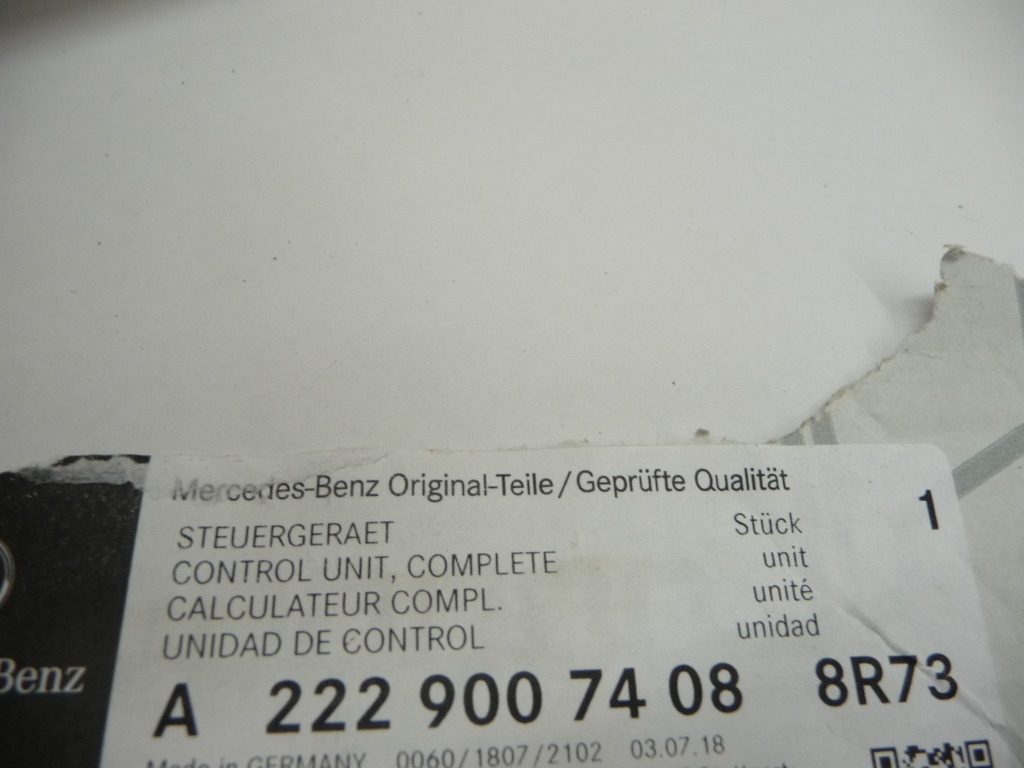 Mercedes-Benz Original-Teile/Geprüfte Qualität
STEUERGERAET Stück 1
CONTROL UNIT, COMPLETE unit
CALCULATEUR COMPL. unité
UNIDAD DE CONTROL unidad
Benz
A 222 900 74 08 8R73
Made in GERMANY 0060/1807/2102 03.07.18